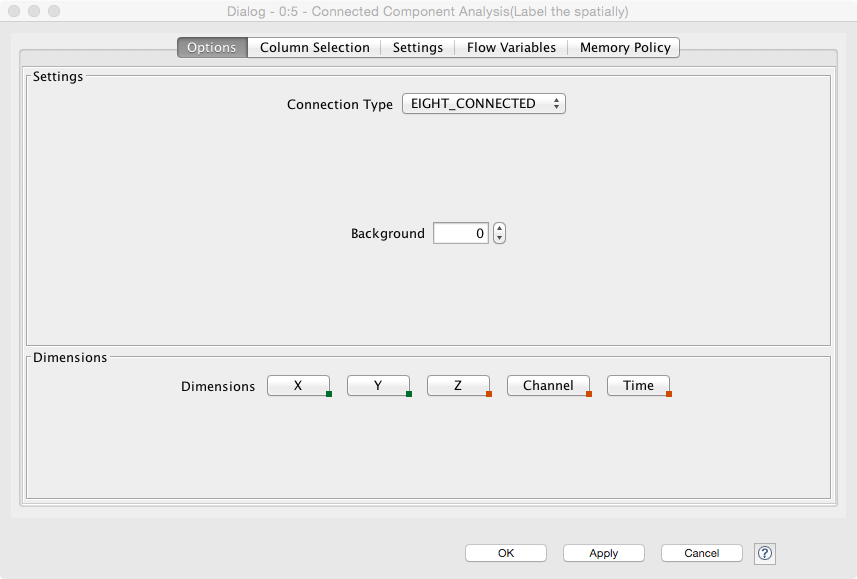 Dialog - 0:5 - Connected Component Analysis(Label the spatially)
Options Column Selection Settings Flow Variables Memory Policy
Settings
Connection Type EIGHT_CONNECTED
Background 0
Dimensions
Dimensions X Y Z Channel Time
OK Apply Cancel ?